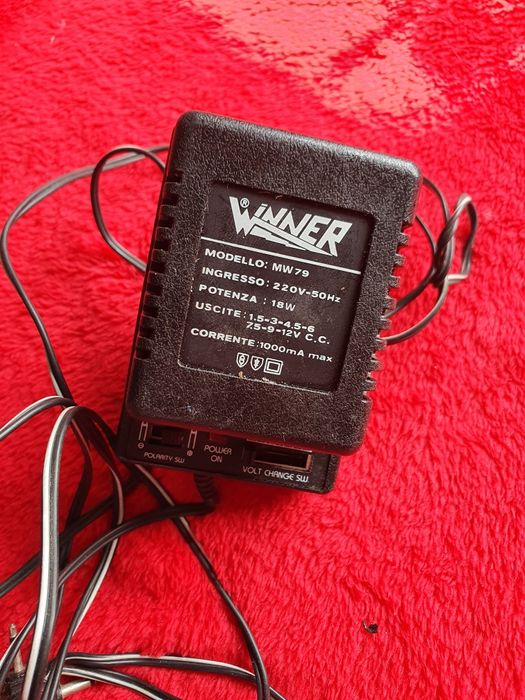 ® WINNER
MODELLO: MW79
INGRESSO: 220V-50Hz
POTENZA : 18W
USCITE : 1.5-3-4.5-6
7.5-9-12V C.C.
CORRENTE: 1000mA max
POLARITY SW
POWER
ON
VOLT CHANGE SW